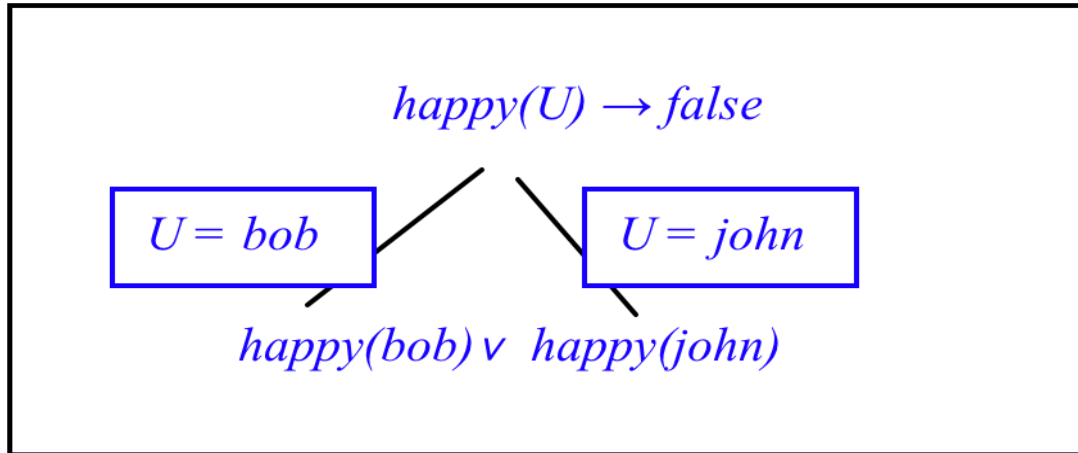 happy(U) → false
U = bob
U = john
happy(bob) ∨ happy(john)